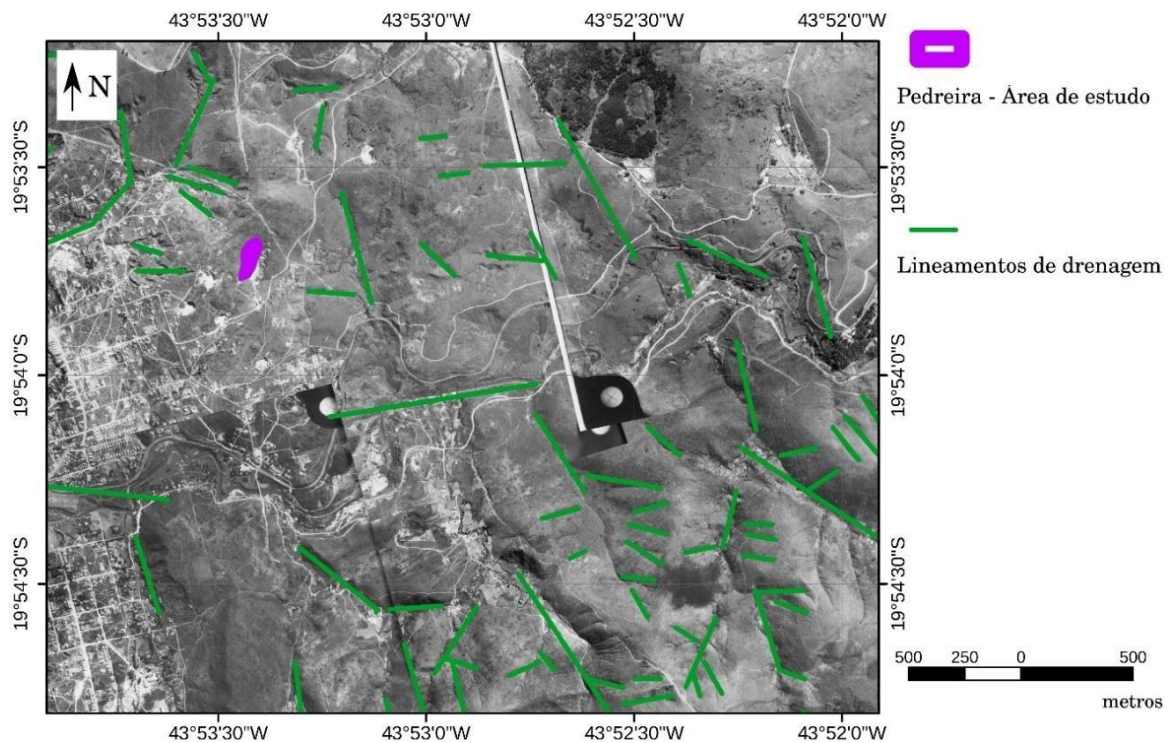 43°53'30"W 43°53'0"W 43°52'30"W 43°52'0"W
N
Pedreira - Área de estudo
19°53'30"S 19°53'30"S
Lineamentos de drenagem
19°54'0"S 19°54'0"S
19°54'30"S 19°54'30"S
500 250 0 500
metros
43°53'30"W 43°53'0"W 43°52'30"W 43°52'0"W